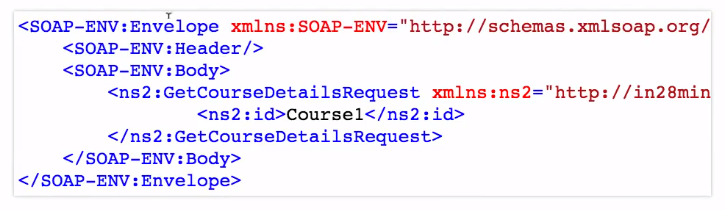 <SOAP-ENV:Envelope xmlns:SOAP-ENV="http://schemas.xmlsoap.org/
<SOAP-ENV:Header/>
<SOAP-ENV:Body>
<ns2:GetCourseDetailsRequest xmlns:ns2="http://in28min
<ns2:id>Course1</ns2:id>
</ns2:GetCourseDetailsRequest>
</SOAP-ENV:Body>
</SOAP-ENV:Envelope>